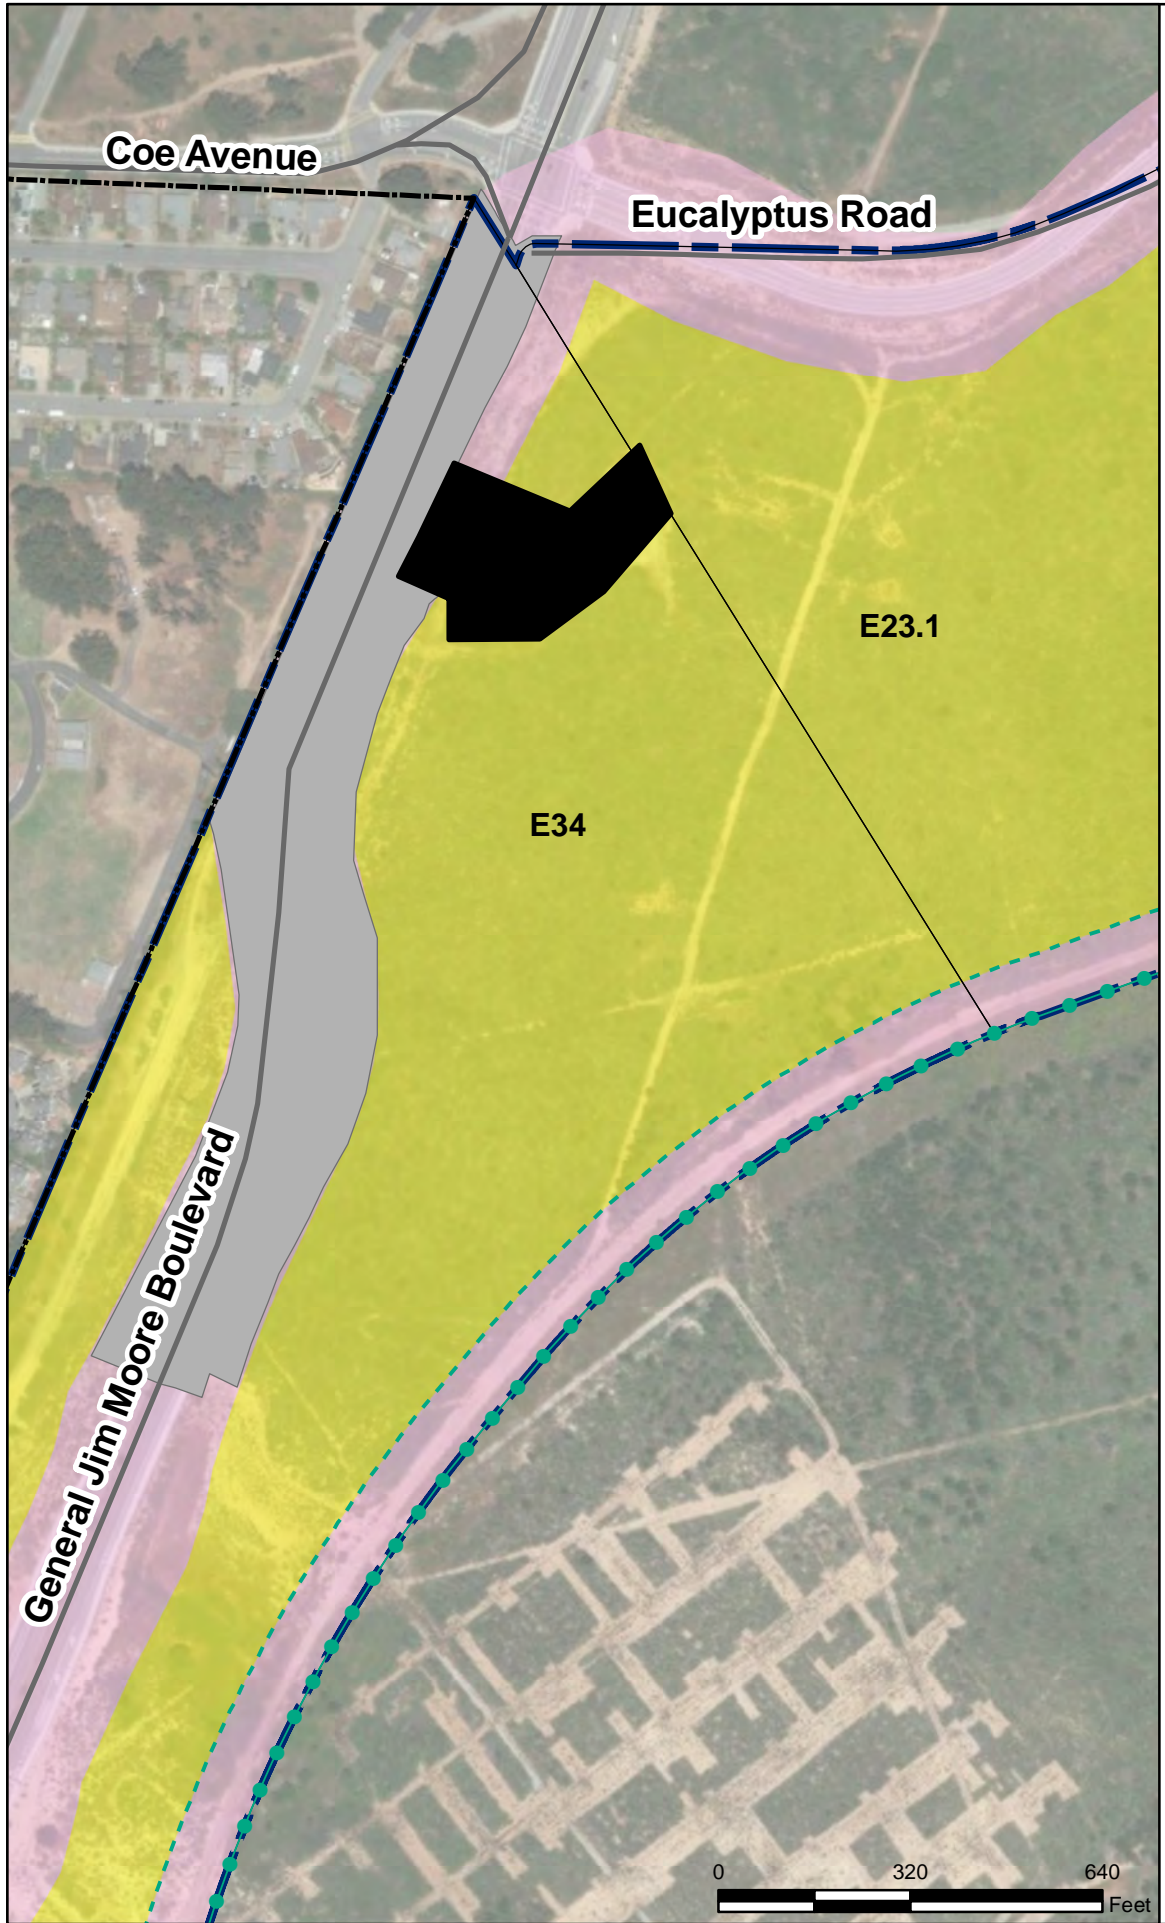 Coe Avenue
Eucalyptus Road
E23.1
E34
General Jim Moore Boulevard
0 320 640
Feet